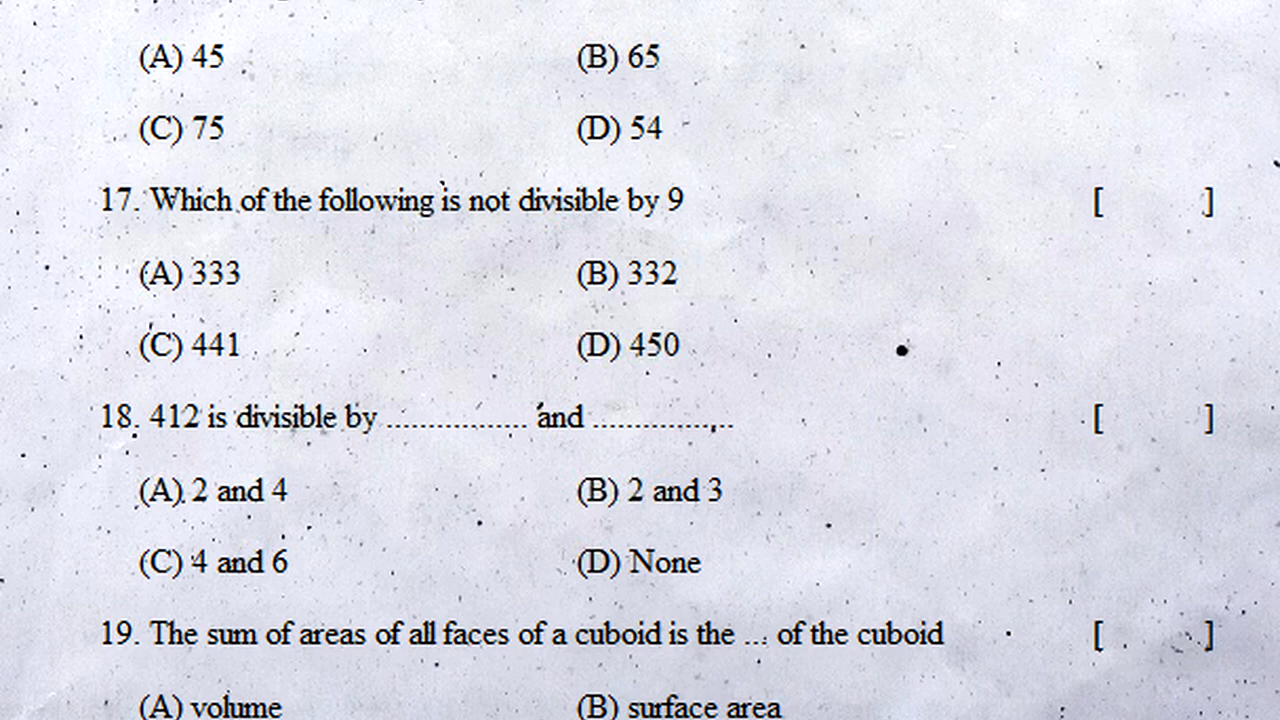 (A) 45 (B) 65
(C) 75 (D) 54
17. Which of the following is not divisible by 9 [ ]
(A) 333 (B) 332
(C) 441 (D) 450
18. 412 is divisible by ................. and ................. [ ]
(A) 2 and 4 (B) 2 and 3
(C) 4 and 6 (D) None
19. The sum of areas of all faces of a cuboid is the ... of the cuboid [ ]
(A) volume (B) surface area